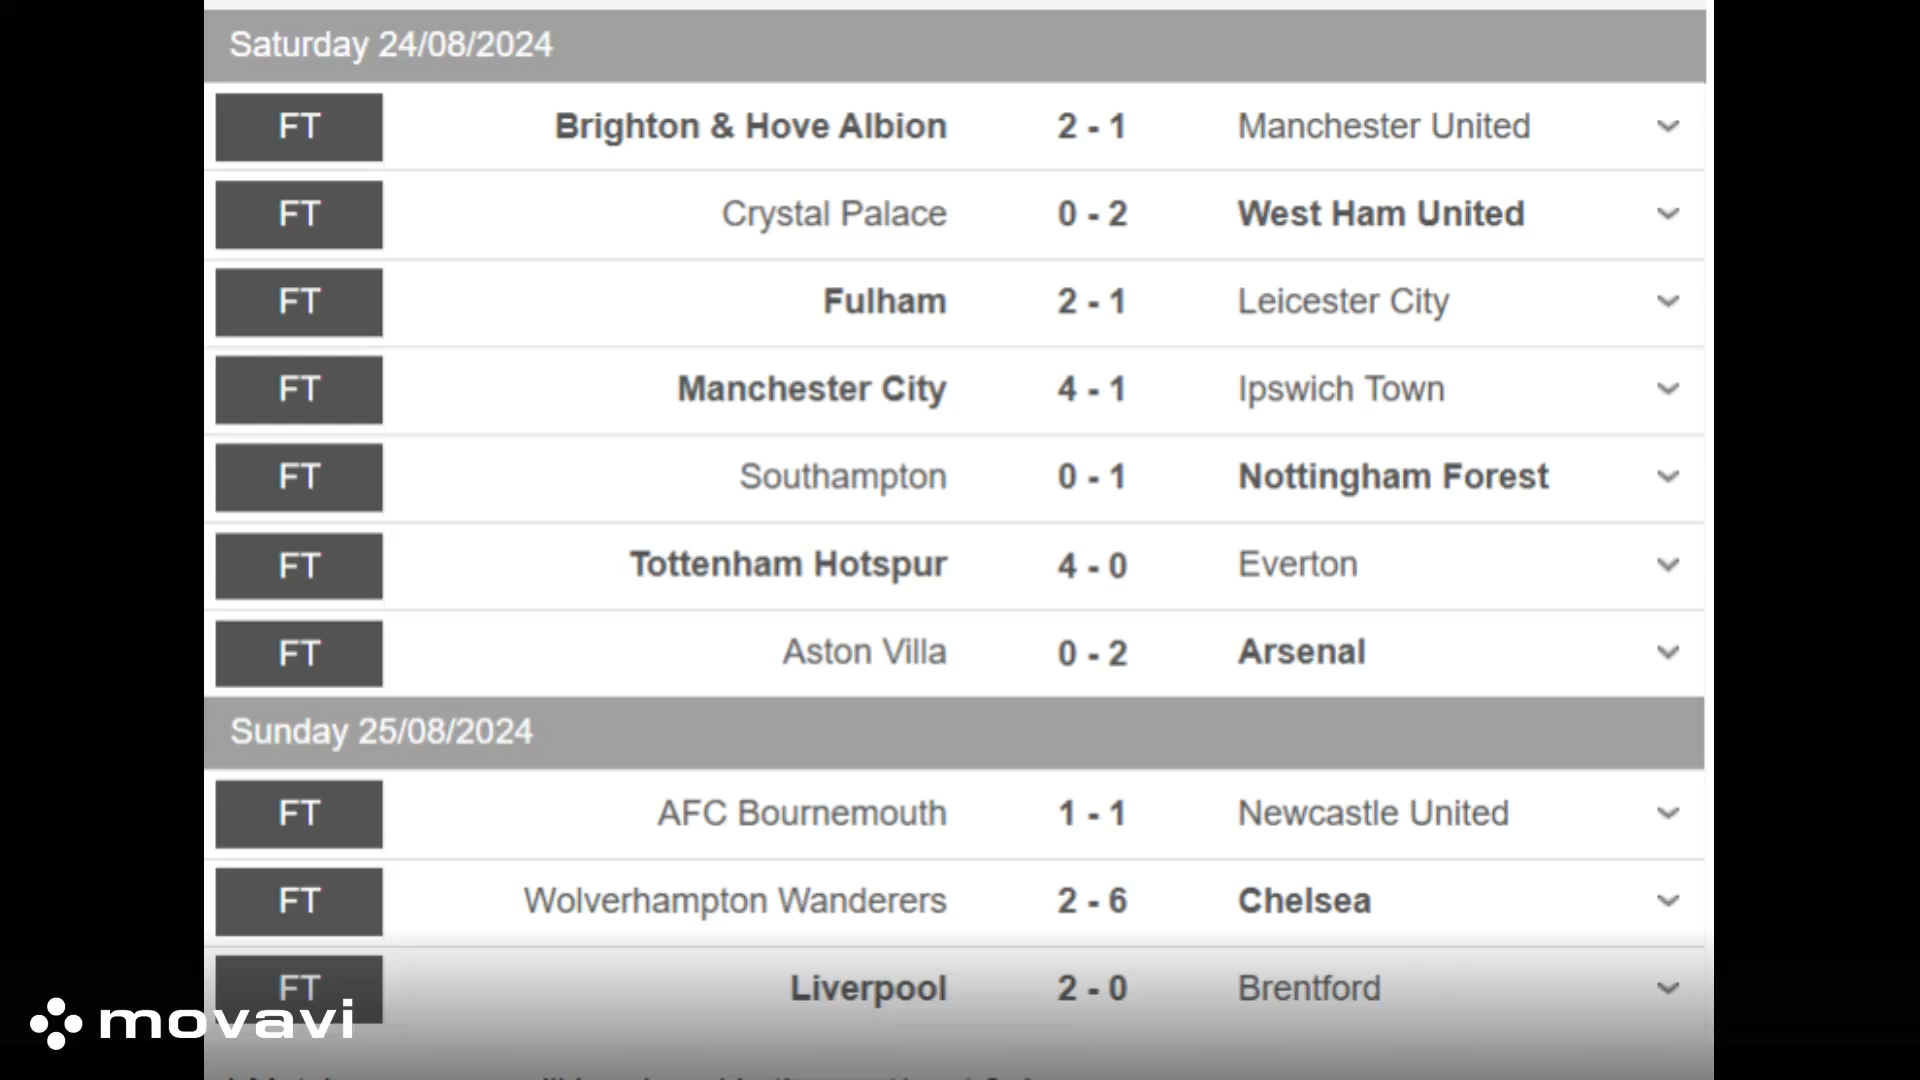 Saturday 24/08/2024
FT Brighton & Hove Albion 2 - 1 Manchester United
FT Crystal Palace 0 - 2 West Ham United
FT Fulham 2 - 1 Leicester City
FT Manchester City 4 - 1 Ipswich Town
FT Southampton 0 - 1 Nottingham Forest
FT Tottenham Hotspur 4 - 0 Everton
FT Aston Villa 0 - 2 Arsenal
Sunday 25/08/2024
FT AFC Bournemouth 1 - 1 Newcastle United
FT Wolverhampton Wanderers 2 - 6 Chelsea
FT Liverpool 2 - 0 Brentford
movavi